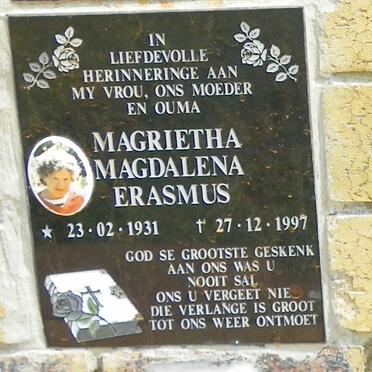 IN
LIEFDEVOLLE
HERINNERINGE AAN
MY VROU, ONS MOEDER
EN OUMA
MAGRIETHA
MAGDALENA
ERASMUS
★ 23·02·1931 † 27·12·1997
GOD SE GROOTSTE GESKENK
AAN ONS WAS U
NOOIT SAL
ONS U VERGEET NIE
DIE VERLANGE IS GROOT
TOT ONS WEER ONTMOET